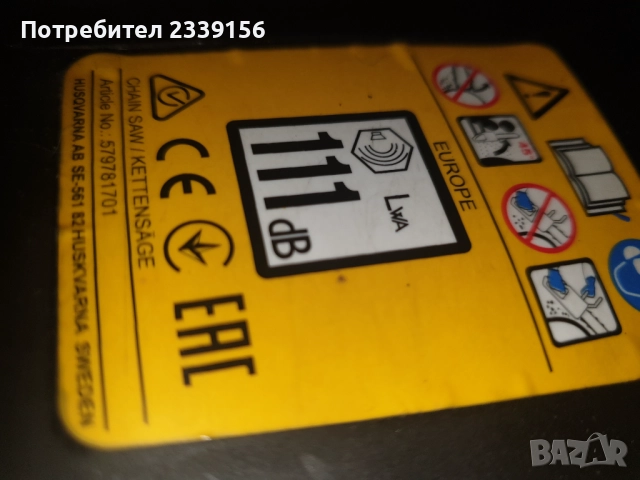 Потребител 2339156
EUROPE
111 dB
LWA
CE
EAC
CHAIN SAW/KETTENSÄGE
Article No.: 579781701
HUSQVARNA AB SE-561 82 HUSKVARNA SWEDEN
BAZAR